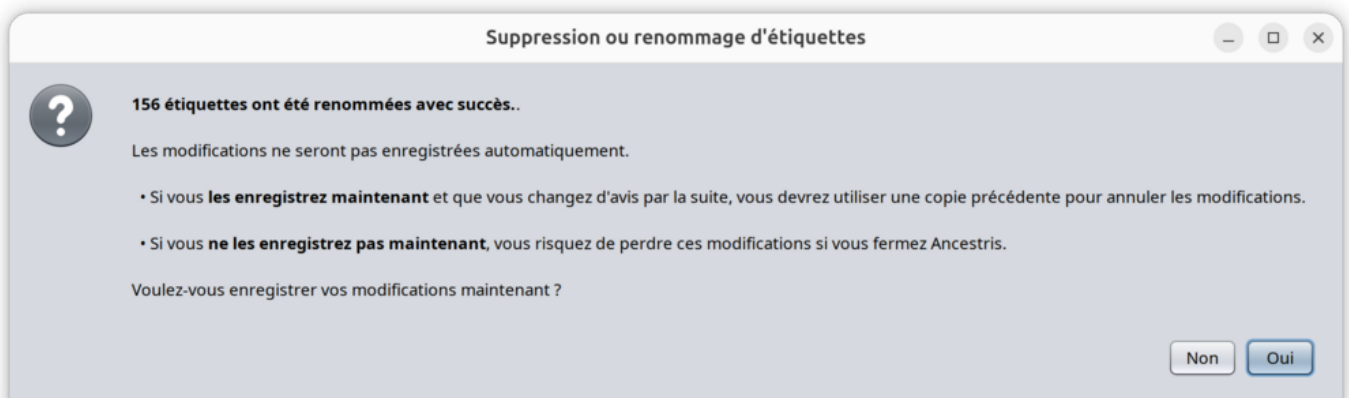 Suppression ou renommage d'étiquettes
156 étiquettes ont été renommées avec succès..
Les modifications ne seront pas enregistrées automatiquement.
• Si vous les enregistrez maintenant et que vous changez d'avis par la suite, vous devrez utiliser une copie précédente pour annuler les modifications.
• Si vous ne les enregistrez pas maintenant, vous risquez de perdre ces modifications si vous fermez Ancestris.
Voulez-vous enregistrer vos modifications maintenant ?
Non Oui